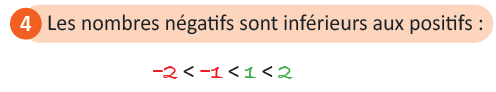 4 Les nombres négatifs sont inférieurs aux positifs :
-2 < -1 < 1 < 2